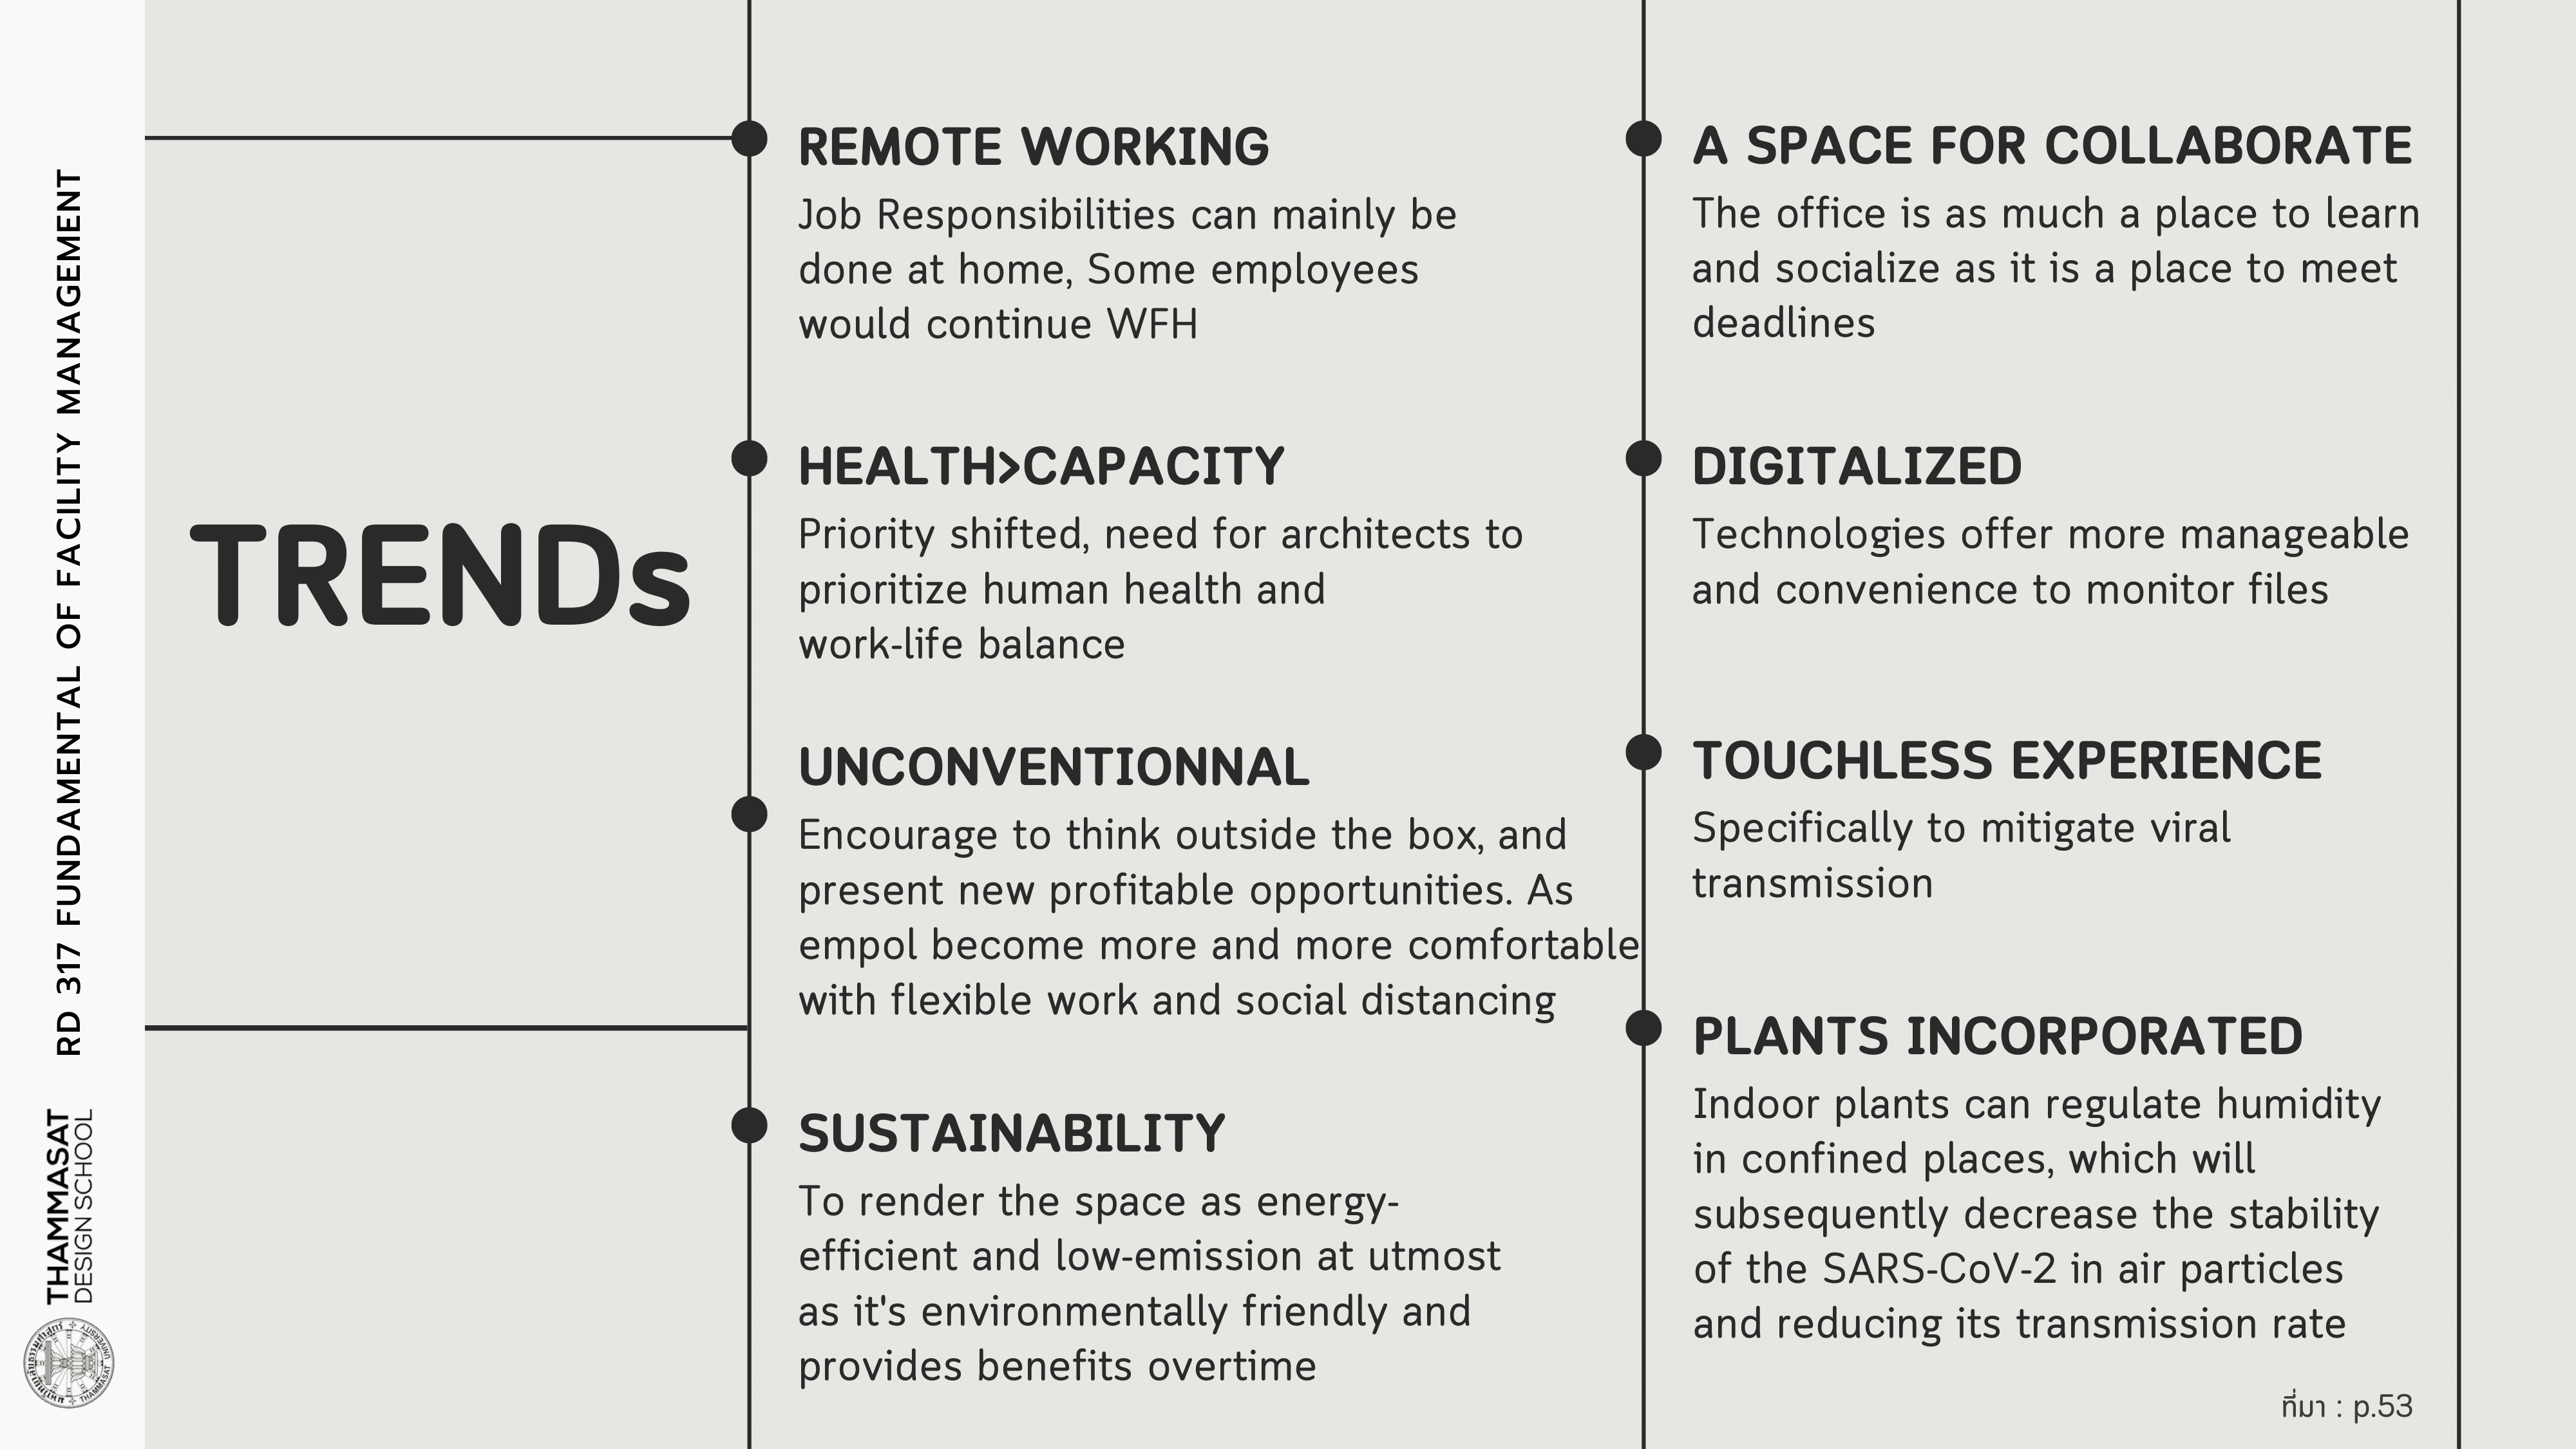 RD 317 FUNDAMENTAL OF FACILITY MANAGEMENT
THAMMASAT
DESIGN SCHOOL
TRENDs
REMOTE WORKING
Job Responsibilities can mainly be
done at home, Some employees
would continue WFH
HEALTH>CAPACITY
Priority shifted, need for architects to
prioritize human health and
work-life balance
UNCONVENTIONNAL
Encourage to think outside the box, and
present new profitable opportunities. As
empol become more and more comfortable
with flexible work and social distancing
SUSTAINABILITY
To render the space as energy-
efficient and low-emission at utmost
as it's environmentally friendly and
provides benefits overtime
A SPACE FOR COLLABORATE
The office is as much a place to learn
and socialize as it is a place to meet
deadlines
DIGITALIZED
Technologies offer more manageable
and convenience to monitor files
TOUCHLESS EXPERIENCE
Specifically to mitigate viral
transmission
PLANTS INCORPORATED
Indoor plants can regulate humidity
in confined places, which will
subsequently decrease the stability
of the SARS-CoV-2 in air particles
and reducing its transmission rate
ที่มา : p.53